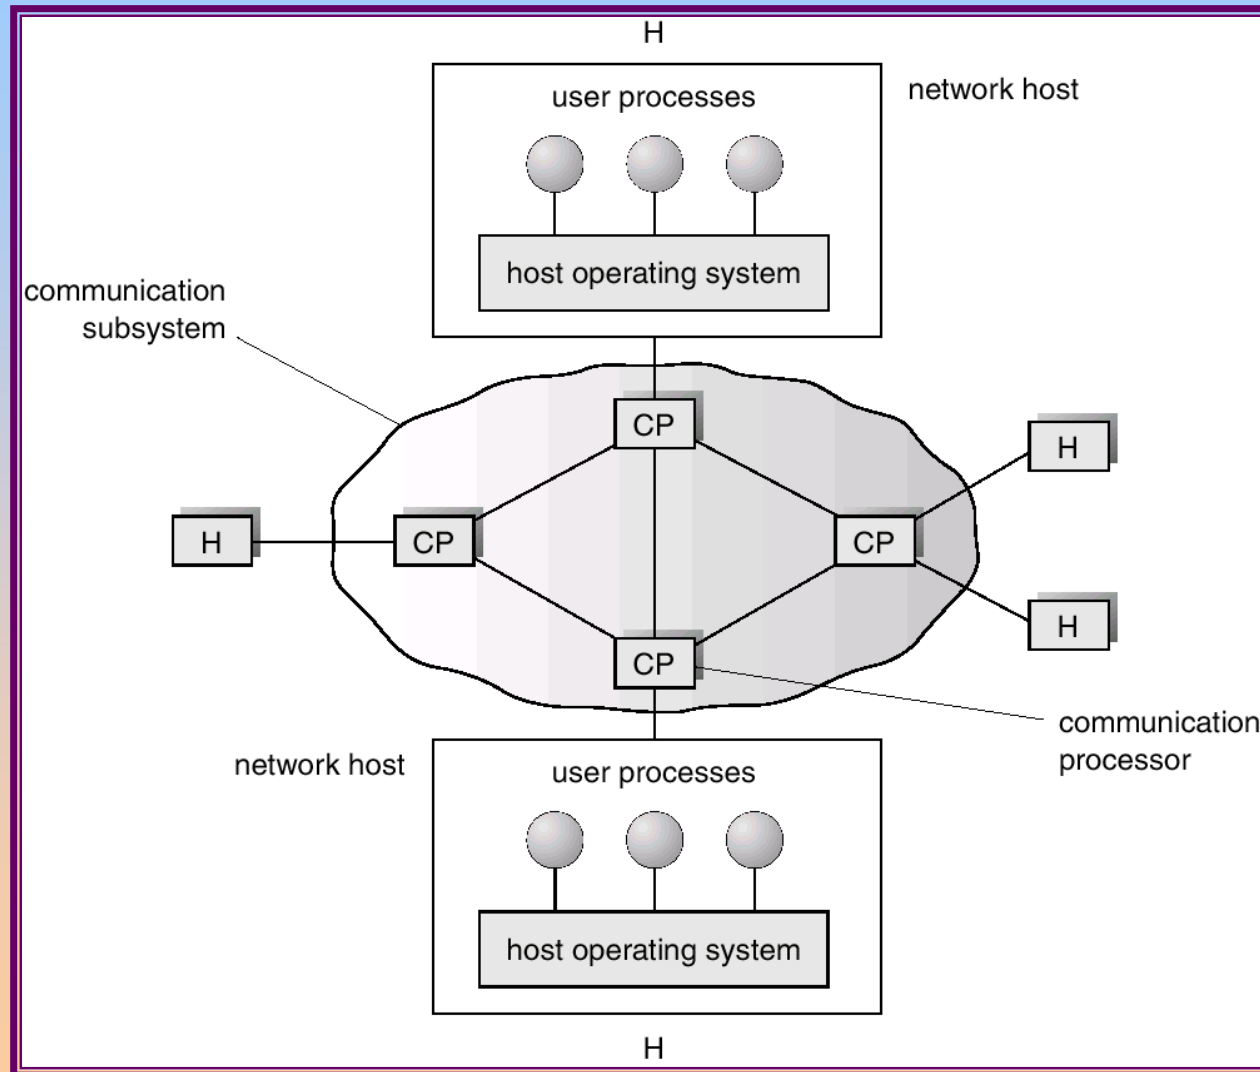 H
user processes
network host
host operating system
communication
subsystem
CP
H
H
CP
CP
H
CP
communication
processor
network host
user processes
host operating system
H